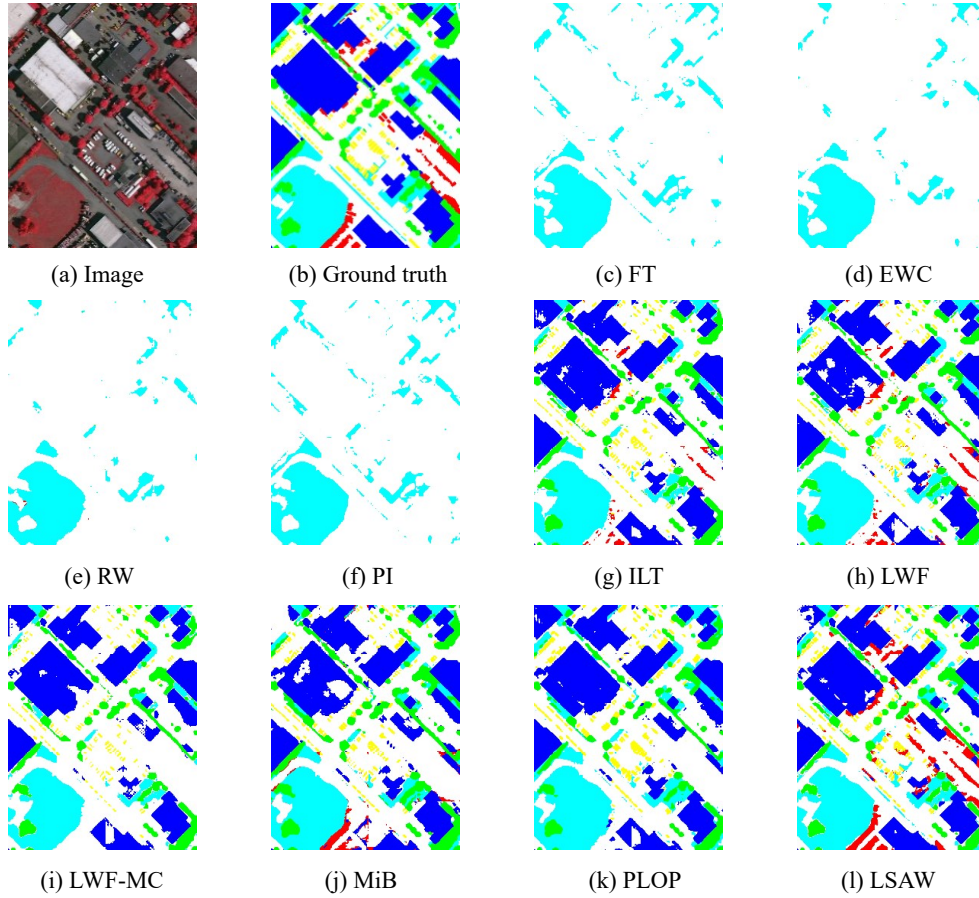 (a) Image
(b) Ground truth
(c) FT
(d) EWC
(e) RW
(f) PI
(g) ILT
(h) LWF
(i) LWF-MC
(j) MiB
(k) PLOP
(l) LSAW